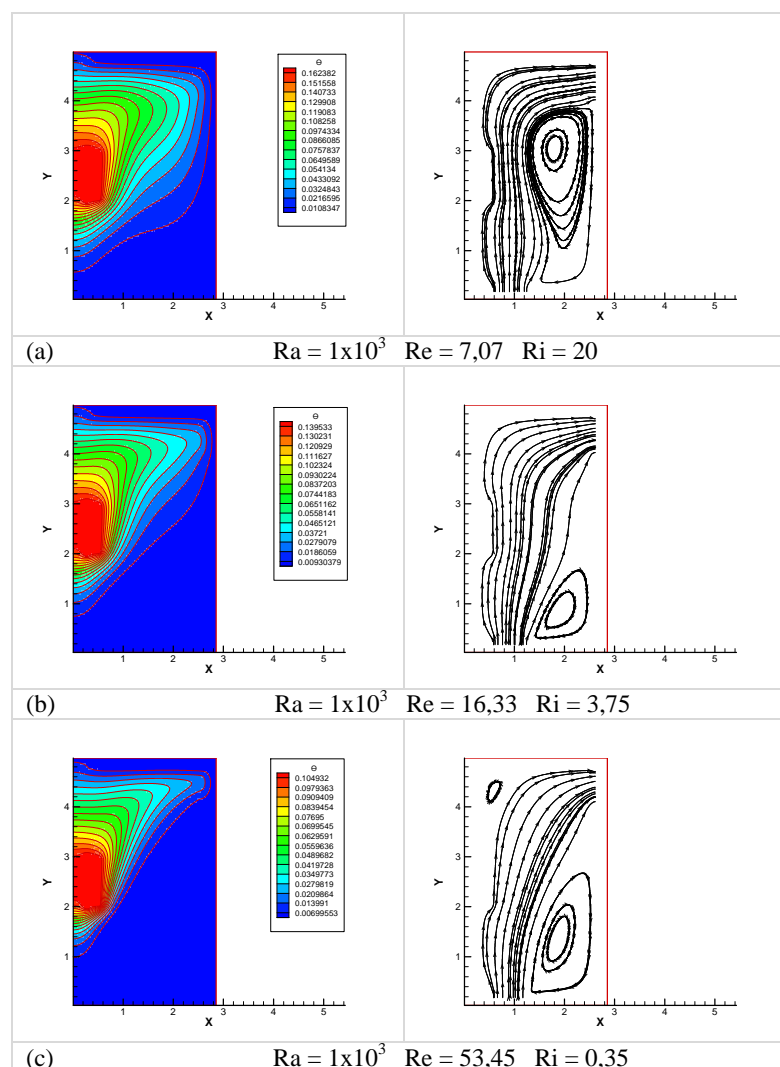 Θ
0.162382
0.151558
0.140733
0.129908
0.119083
0.108258
0.0974334
0.0866085
0.0757837
0.0649589
0.054134
0.0433092
0.0324843
0.0216595
0.0108347
Y
4
3
2
1
1 2 3 4 5
X
Y
4
3
2
1
1 2 3 4 5
X
(a) Ra = 1x10³ Re = 7,07 Ri = 20
Θ
0.139533
0.130231
0.120929
0.111627
0.102324
0.0930224
0.0837203
0.0744183
0.0651162
0.0558141
0.0465121
0.03721
0.0279079
0.0186059
0.00930379
Y
4
3
2
1
1 2 3 4 5
X
Y
4
3
2
1
1 2 3 4 5
X
(b) Ra = 1x10³ Re = 16,33 Ri = 3,75
Θ
0.104932
0.0979363
0.0909409
0.0839454
0.07695
0.0699545
0.0629591
0.0559636
0.0489682
0.0419728
0.0349773
0.0279819
0.0209864
0.013991
0.00699553
Y
4
3
2
1
1 2 3 4 5
X
Y
4
3
2
1
1 2 3 4 5
X
(c) Ra = 1x10³ Re = 53,45 Ri = 0,35